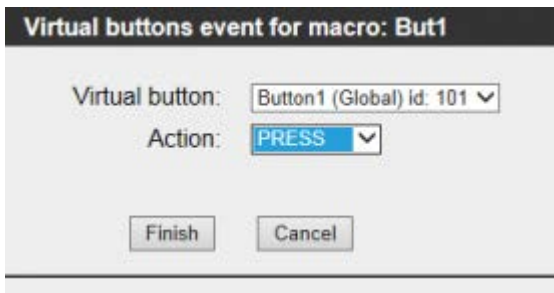 Virtual buttons event for macro: But1
Virtual button: Button1 (Global) id: 101
Action: PRESS
Finish Cancel